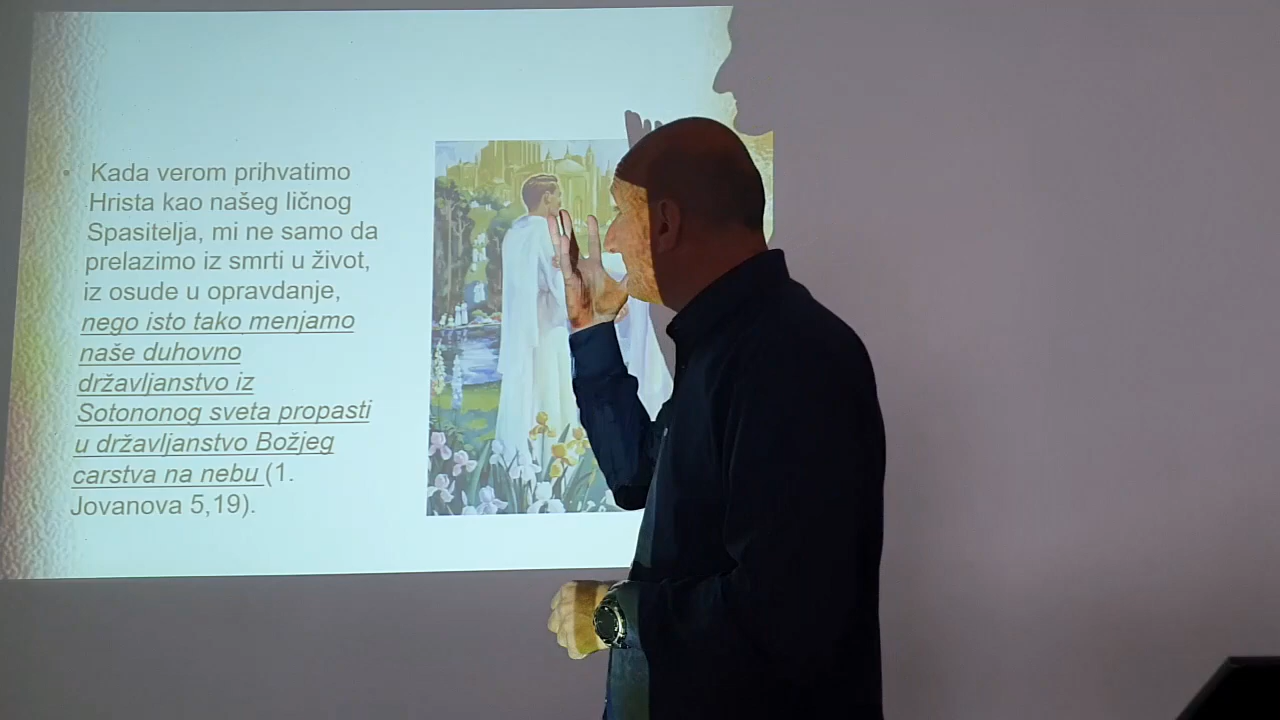 • Kada verom prihvatimo
Hrista kao našeg ličnog
Spasitelja, mi ne samo da
prelazimo iz smrti u život,
iz osude u opravdanje,
nego isto tako menjamo
naše duhovno
državljanstvo iz
Sotononog sveta propasti
u državljanstvo Božjeg
carstva na nebu (1.
Jovanova 5,19).